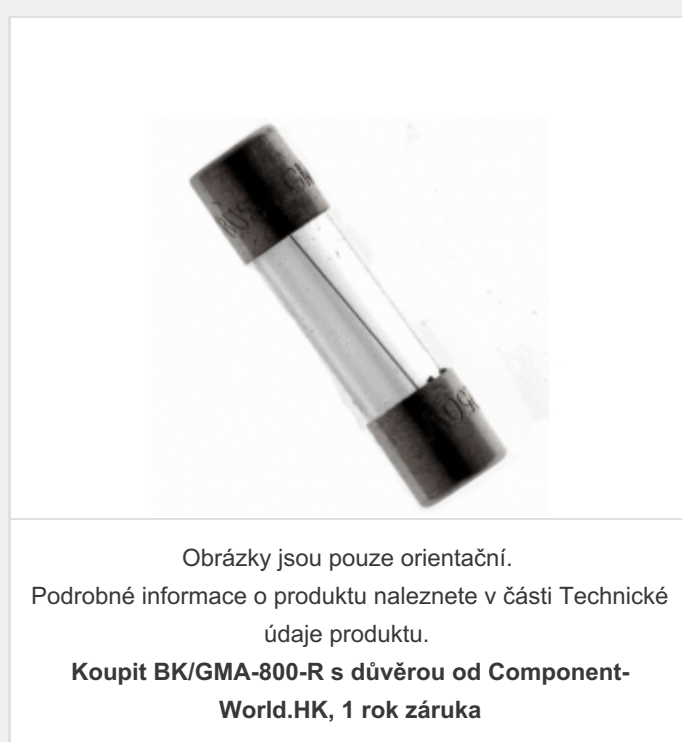 Obrázky jsou pouze orientační.
Podrobné informace o produktu naleznete v části Technické
údaje produktu.
Koupit BK/GMA-800-R s důvěrou od Component-
World.HK, 1 rok záruka